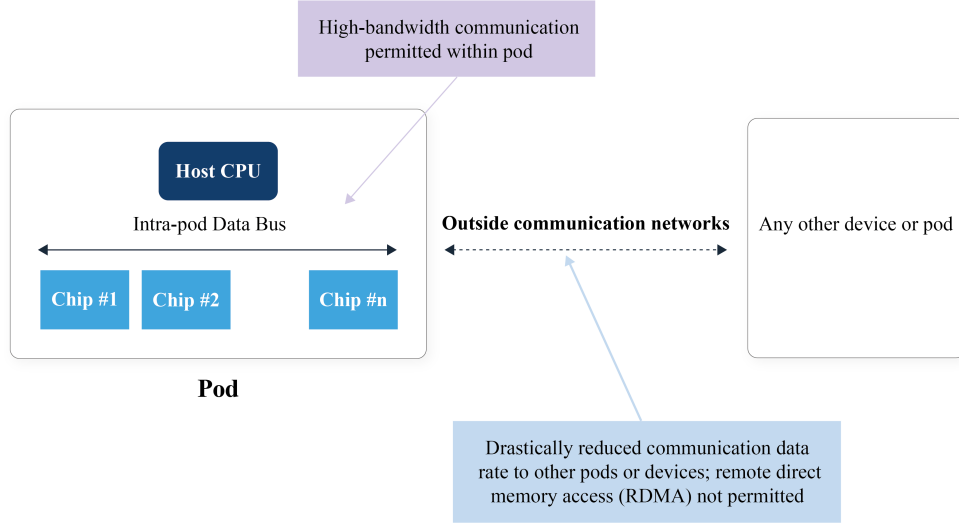 High-bandwidth communication
permitted within pod
Host CPU
Intra-pod Data Bus
Chip #1
Chip #2
Chip #n
Pod
Outside communication networks
Any other device or pod
Drastically reduced communication data
rate to other pods or devices; remote direct
memory access (RDMA) not permitted